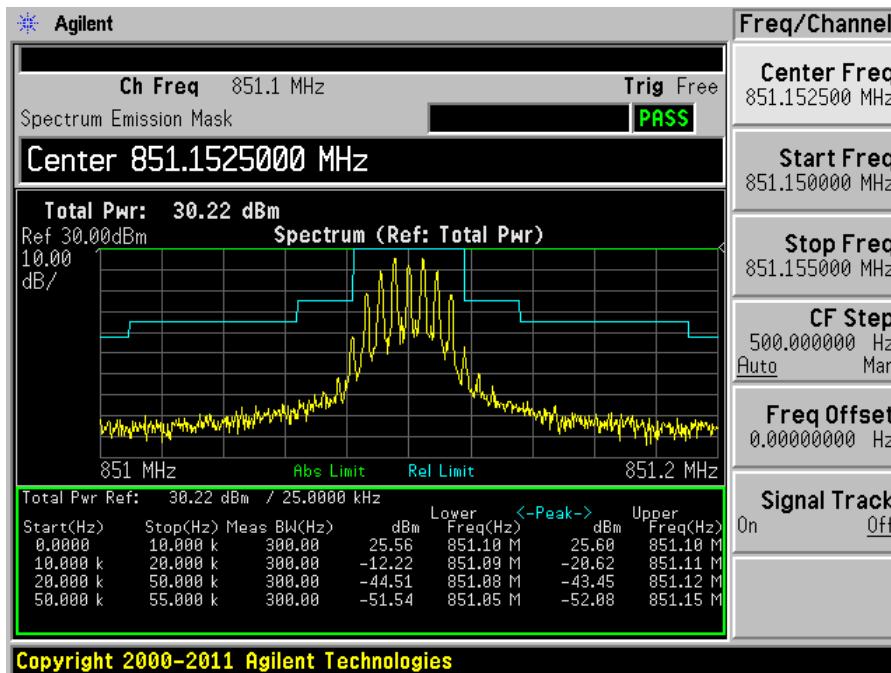 Agilent
Freq/Channel
Ch Freq 851.1 MHz Trig Free
Spectrum Emission Mask PASS
Center 851.1525000 MHz
Total Pwr: 30.22 dBm
Ref 30.00dBm Spectrum (Ref: Total Pwr)
10.00
dB/
851 MHz Abs Limit Rel Limit 851.2 MHz
Total Pwr Ref: 30.22 dBm / 25.0000 kHz
Lower <-Peak-> Upper
Start(Hz) Stop(Hz) Meas BW(Hz) dBm Freq(Hz) dBm Freq(Hz)
0.0000 10.000 k 300.00 25.56 851.10 M 25.60 851.10 M
10.000 k 20.000 k 300.00 -12.22 851.09 M -20.62 851.11 M
20.000 k 50.000 k 300.00 -44.51 851.08 M -43.45 851.12 M
50.000 k 55.000 k 300.00 -51.54 851.05 M -52.08 851.15 M
Center Freq
851.152500 MHz
Start Freq
851.150000 MHz
Stop Freq
851.155000 MHz
CF Step
500.000000 Hz
Auto Man
Freq Offset
0.00000000 Hz
Signal Track
On Off
Copyright 2000-2011 Agilent Technologies